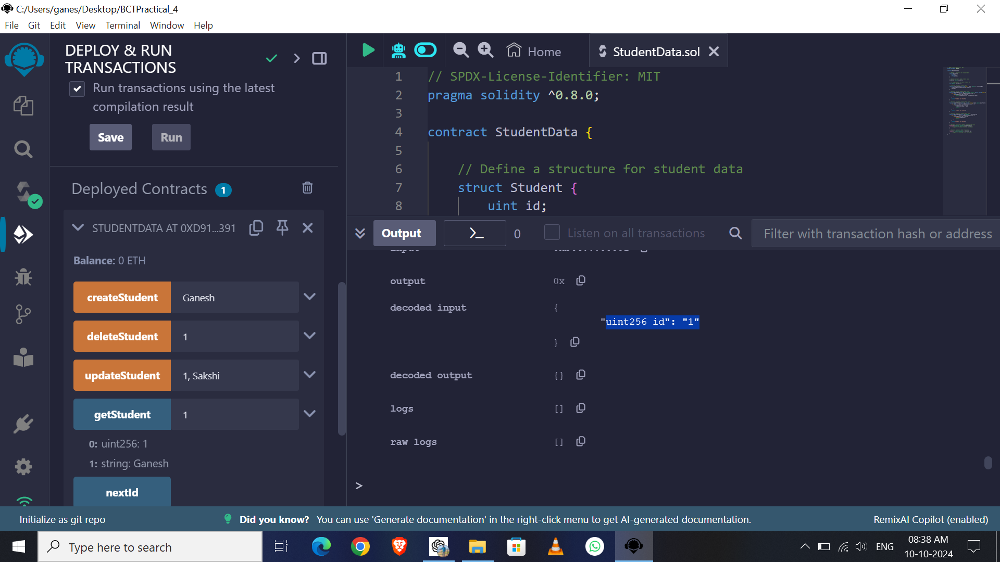 C:/Users/ganes/Desktop/BCTPractical_4
File Git Edit View Terminal Window Help
DEPLOY & RUN
TRANSACTIONS
Run transactions using the latest
compilation result
Save Run
Deployed Contracts 1
STUDENTDATA AT 0XD91...391
Balance: 0 ETH
createStudent Ganesh
deleteStudent 1
updateStudent 1, Sakshi
getStudent 1
0: uint256: 1
1: string: Ganesh
nextId
Home StudentData.sol
1 // SPDX-License-Identifier: MIT
2 pragma solidity ^0.8.0;
3
4 contract StudentData {
5
6 // Define a structure for student data
7 struct Student {
8 uint id;
Output >_ 0 Listen on all transactions Filter with transaction hash or address
output 0x
decoded input {
"uint256 id": "1"
}
decoded output {}
logs []
raw logs []
>
Initialize as git repo Did you know? You can use 'Generate documentation' in the right-click menu to get AI-generated documentation. RemixAI Copilot (enabled)
Type here to search ENG 08:38 AM
10-10-2024